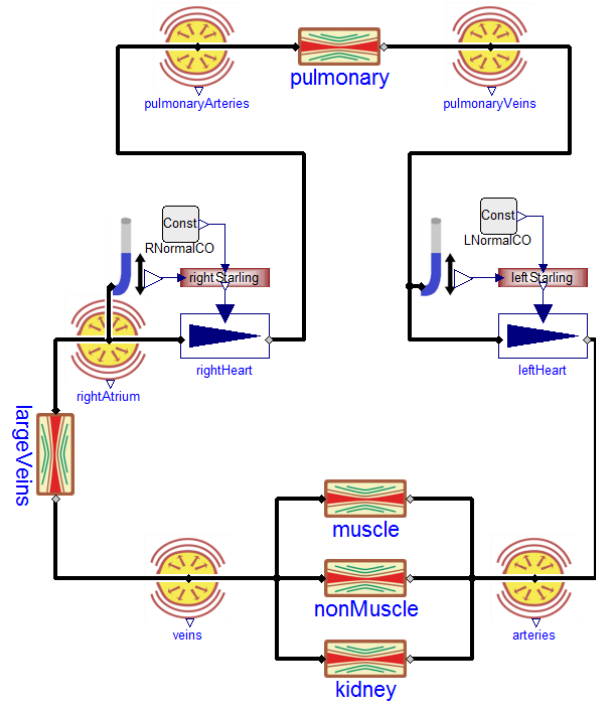 pulmonary
pulmonaryArteries
pulmonaryVeins
Const
RNormalCO
Const
LNormalCO
rightStarling
leftStarling
rightHeart
leftHeart
rightAtrium
largeVeins
muscle
nonMuscle
veins
arteries
kidney